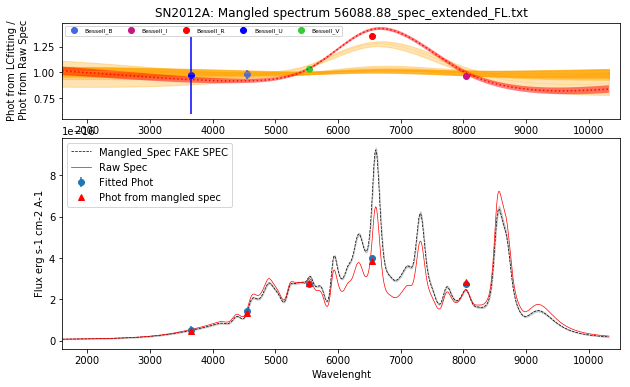 SN2012A: Mangled spectrum 56088.88_spec_extended_FL.txt
Phot from LCfitting /
Phot from Raw Spec
Bessell_B Bessell_I Bessell_R Bessell_U Bessell_V
1.25
1.00
0.75
2000 3000 4000 5000 6000 7000 8000 9000 10000
1e−16
Flux erg s-1 cm-2 A-1
8
6
4
2
0
Mangled_Spec FAKE SPEC
Raw Spec
Fitted Phot
Phot from mangled spec
2000 3000 4000 5000 6000 7000 8000 9000 10000
Wavelenght